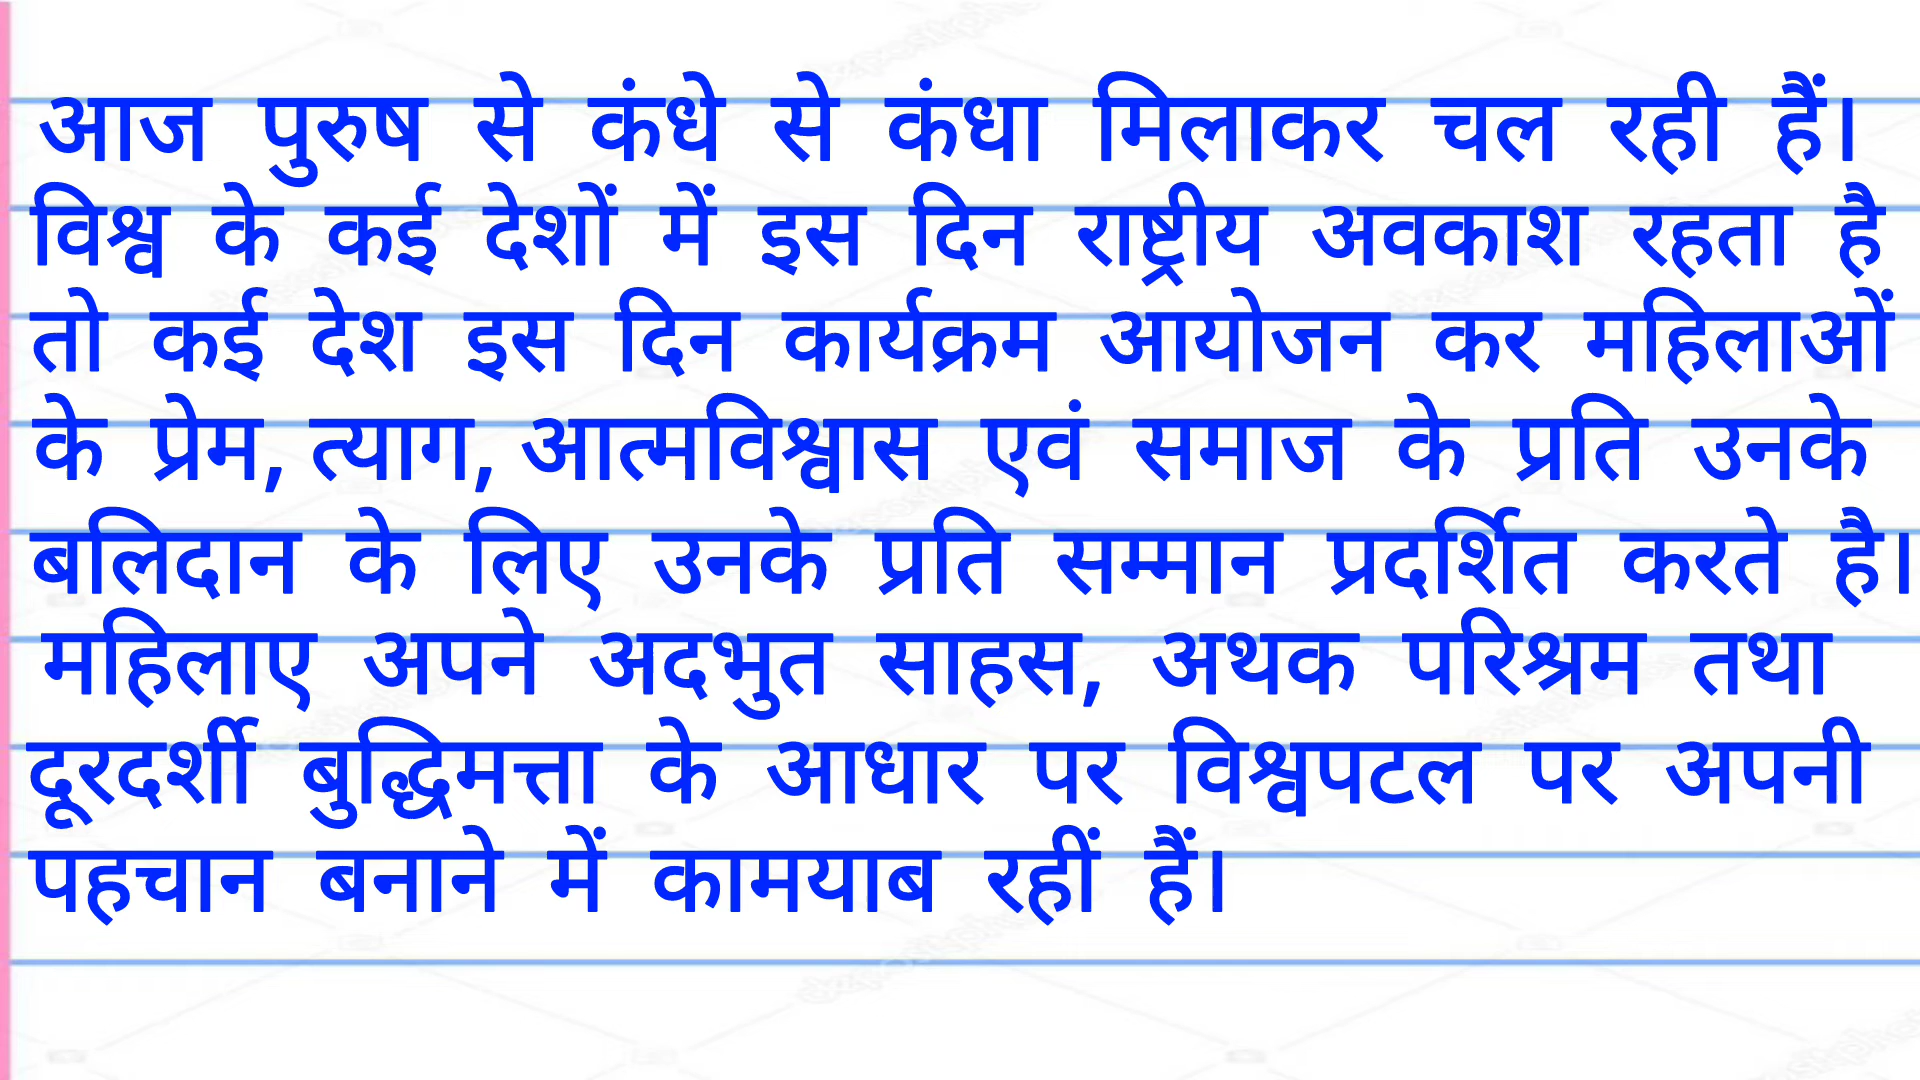 आज पुरुष से कंधे से कंधा मिलाकर चल रही हैं।
विश्व के कई देशों में इस दिन राष्ट्रीय अवकाश रहता है
तो कई देश इस दिन कार्यक्रम आयोजन कर महिलाओं
के प्रेम, त्याग, आत्मविश्वास एवं समाज के प्रति उनके
बलिदान के लिए उनके प्रति सम्मान प्रदर्शित करते है।
महिलाए अपने अदभुत साहस, अथक परिश्रम तथा
दूरदर्शी बुद्धिमत्ता के आधार पर विश्वपटल पर अपनी
पहचान बनाने में कामयाब रहीं हैं।